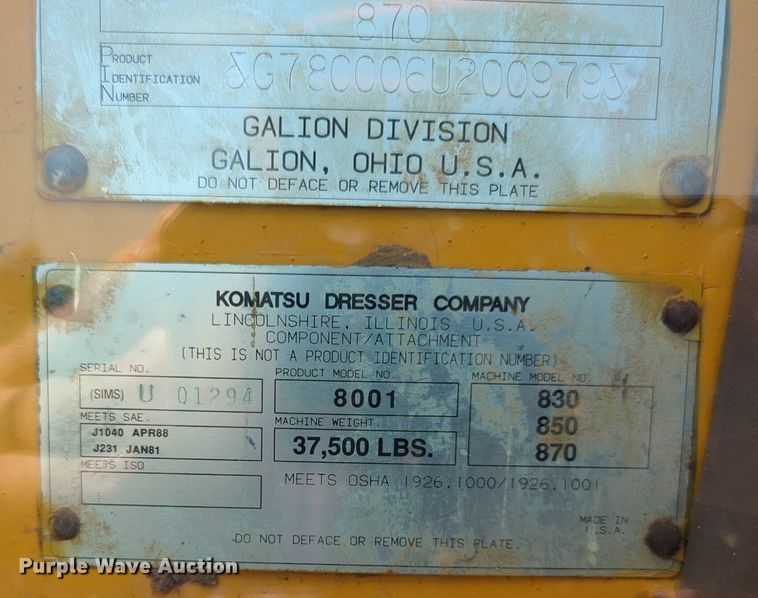 870
PRODUCT
IDENTIFICATION
NUMBER
GALION DIVISION
GALION, OHIO U.S.A.
DO NOT DEFACE OR REMOVE THIS PLATE
KOMATSU DRESSER COMPANY
LINCOLNSHIRE, ILLINOIS U.S.A.
COMPONENT/ATTACHMENT
(THIS IS NOT A PRODUCT IDENTIFICATION NUMBER)
SERIAL NO.
(SIMS) U 01294
PRODUCT MODEL NO.
8001
MACHINE MODEL NO.
830
850
870
MEETS SAE.
J1040 APR88
J231 JAN81
MACHINE WEIGHT.
37,500 LBS.
MEETS ISO
MEETS OSHA 1926.1000/1926.1001
MADE IN
U.S.A.
DO NOT DEFACE OR REMOVE THIS PLATE.
Purple Wave Auction